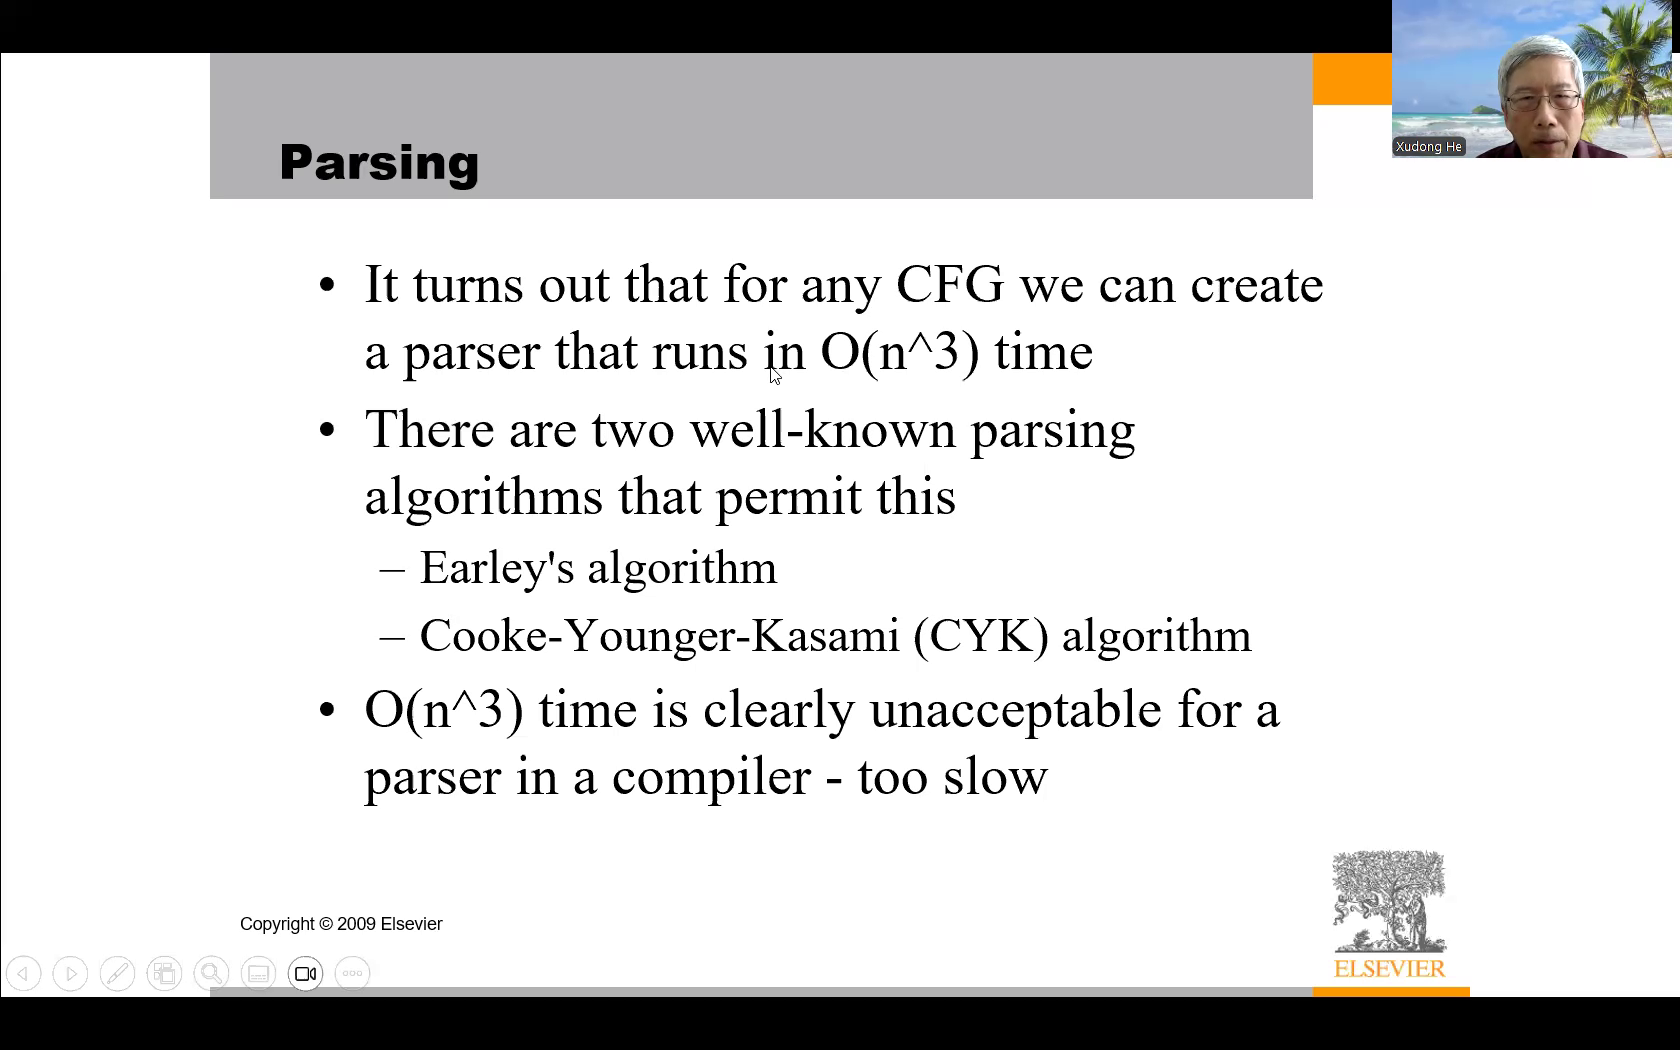 Xudong He
Parsing
• It turns out that for any CFG we can create
a parser that runs in O(n^3) time
• There are two well-known parsing
algorithms that permit this
– Earley's algorithm
– Cooke-Younger-Kasami (CYK) algorithm
• O(n^3) time is clearly unacceptable for a
parser in a compiler - too slow
Copyright © 2009 Elsevier
ELSEVIER